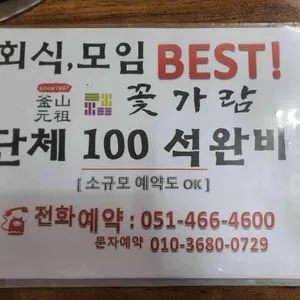 회식,모임 BEST!
since1997
釜山
元祖
꽃가람
단체 100 석완비
[ 소규모 예약도 OK ]
전화예약 : 051-466-4600
문자예약 010-3680-0729